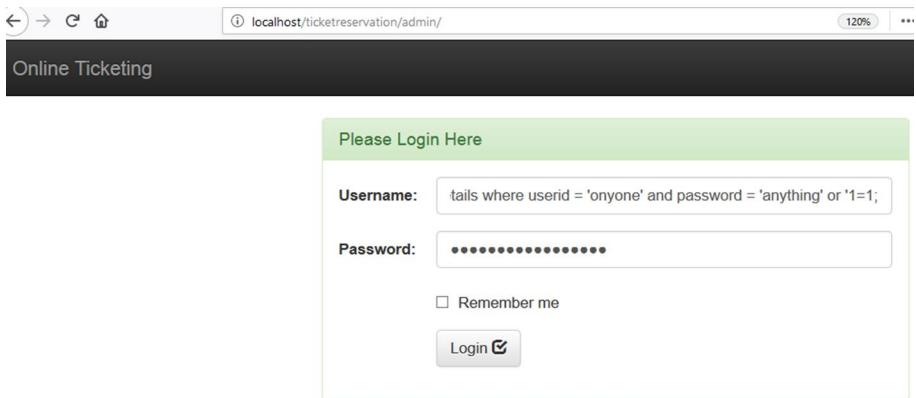 localhost/ticketreservation/admin/ 120%
Online Ticketing
Please Login Here
Username: tails where userid = 'onyone' and password = 'anything' or '1=1;
Password: ●●●●●●●●●●●●●●●●●
Remember me
Login